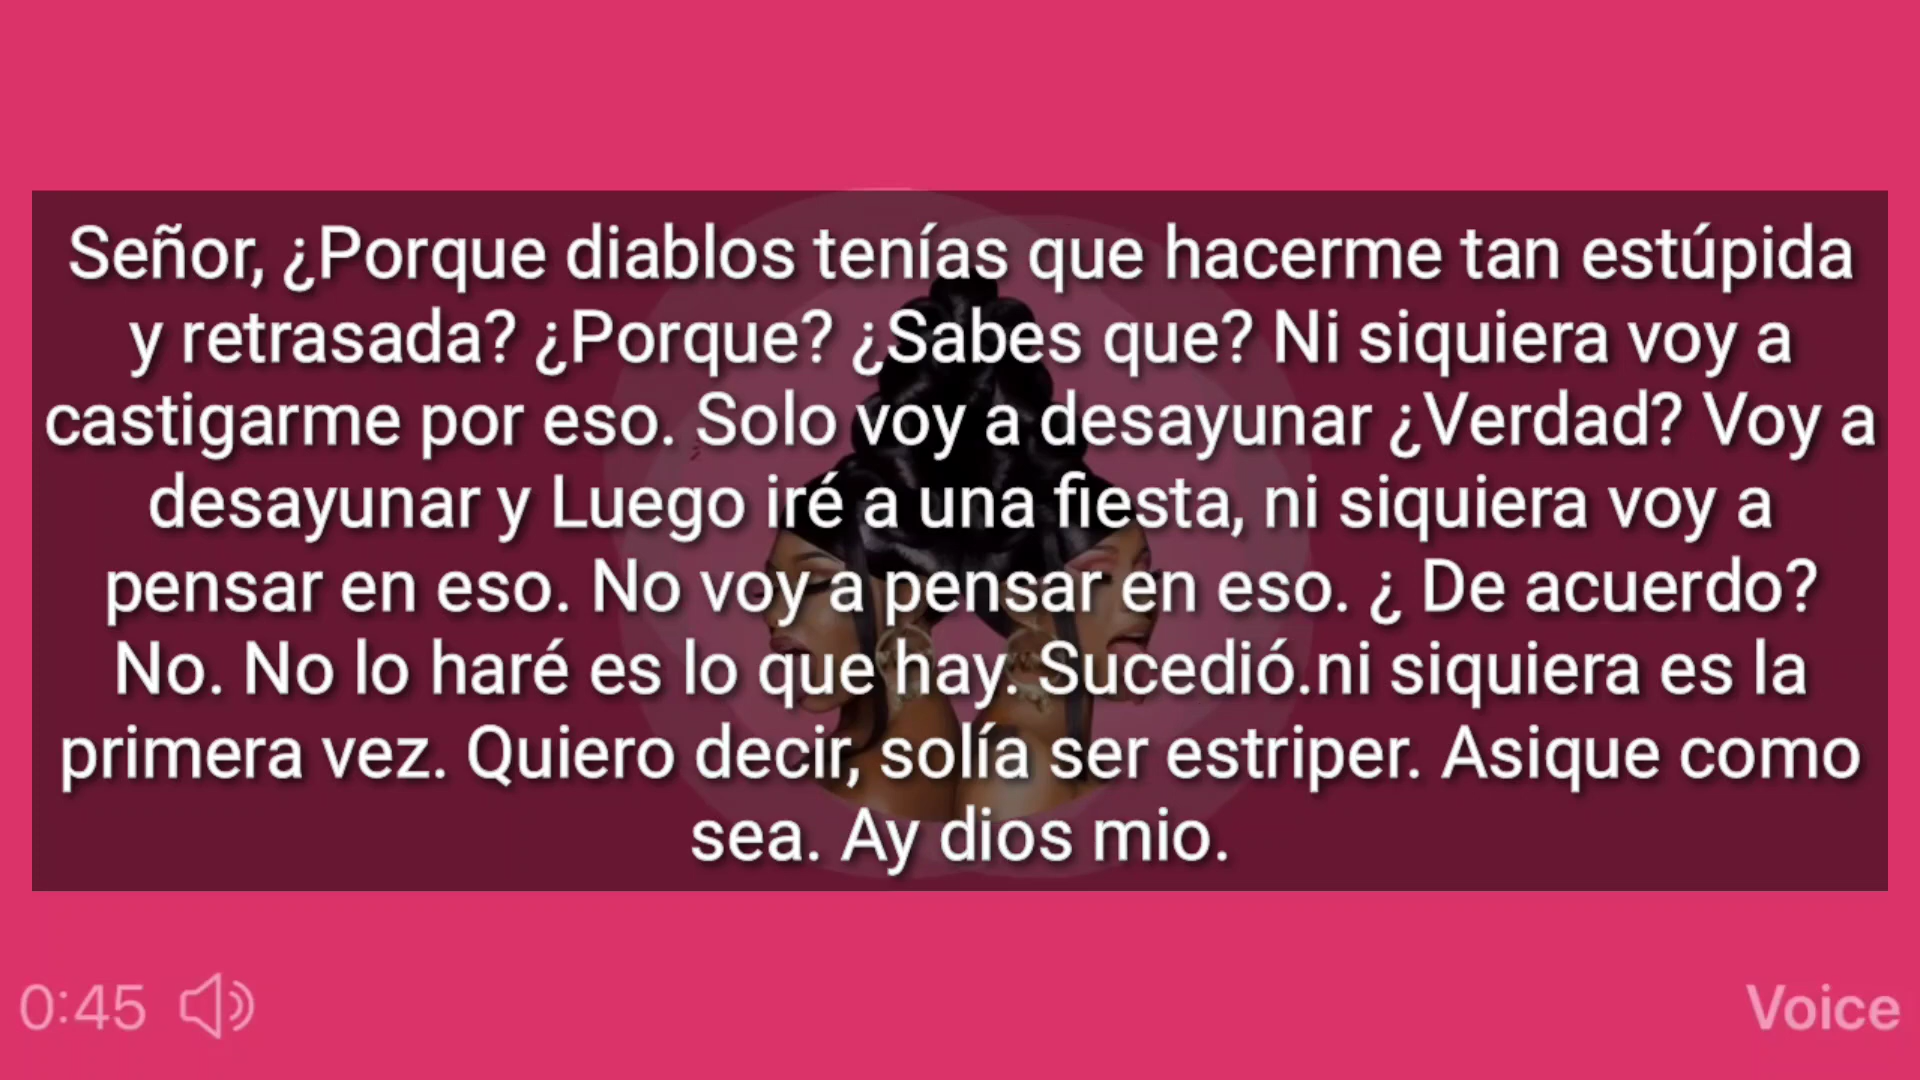 Señor, ¿Porque diablos tenías que hacerme tan estúpida
y retrasada? ¿Porque? ¿Sabes que? Ni siquiera voy a
castigarme por eso. Solo voy a desayunar ¿Verdad? Voy a
desayunar y Luego iré a una fiesta, ni siquiera voy a
pensar en eso. No voy a pensar en eso. ¿ De acuerdo?
No. No lo haré es lo que hay. Sucedió.ni siquiera es la
primera vez. Quiero decir, solía ser estriper. Asique como
sea. Ay dios mio.
0:45
Voice